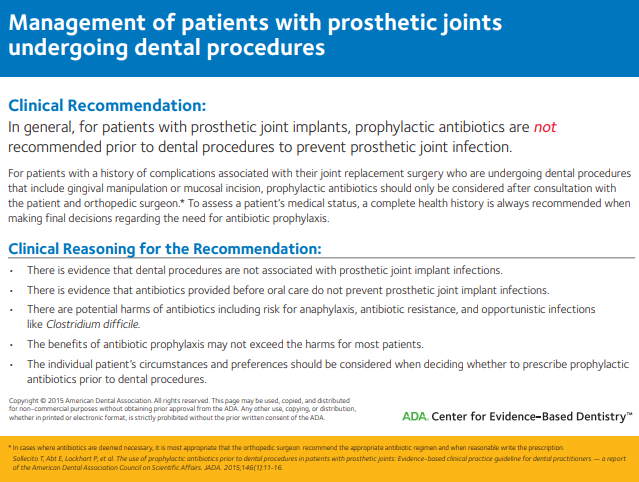 Management of patients with prosthetic joints
undergoing dental procedures
Clinical Recommendation:
In general, for patients with prosthetic joint implants, prophylactic antibiotics are not
recommended prior to dental procedures to prevent prosthetic joint infection.
For patients with a history of complications associated with their joint replacement surgery who are undergoing dental procedures
that include gingival manipulation or mucosal incision, prophylactic antibiotics should only be considered after consultation with
the patient and orthopedic surgeon.* To assess a patient's medical status, a complete health history is always recommended when
making final decisions regarding the need for antibiotic prophylaxis.
Clinical Reasoning for the Recommendation:
• There is evidence that dental procedures are not associated with prosthetic joint implant infections.
• There is evidence that antibiotics provided before oral care do not prevent prosthetic joint implant infections.
• There are potential harms of antibiotics including risk for anaphylaxis, antibiotic resistance, and opportunistic infections
like Clostridium difficile.
• The benefits of antibiotic prophylaxis may not exceed the harms for most patients.
• The individual patient's circumstances and preferences should be considered when deciding whether to prescribe prophylactic
antibiotics prior to dental procedures.
Copyright © 2015 American Dental Association. All rights reserved. This page may be used, copied, and distributed
for non-commercial purposes without obtaining prior approval from the ADA. Any other use, copying, or distribution,
whether in printed or electronic format, is strictly prohibited without the prior written consent of the ADA.
ADA. Center for Evidence-Based Dentistry™
* In cases where antibiotics are deemed necessary, it is most appropriate that the orthopedic surgeon recommend the appropriate antibiotic regimen and when reasonable write the prescription.
Sollecito T, Abt E, Lockhart P, et al. The use of prophylactic antibiotics prior to dental procedures in patients with prosthetic joints: Evidence-based clinical practice guideline for dental practitioners — a report
of the American Dental Association Council on Scientific Affairs. JADA. 2015;146(1):11-16.